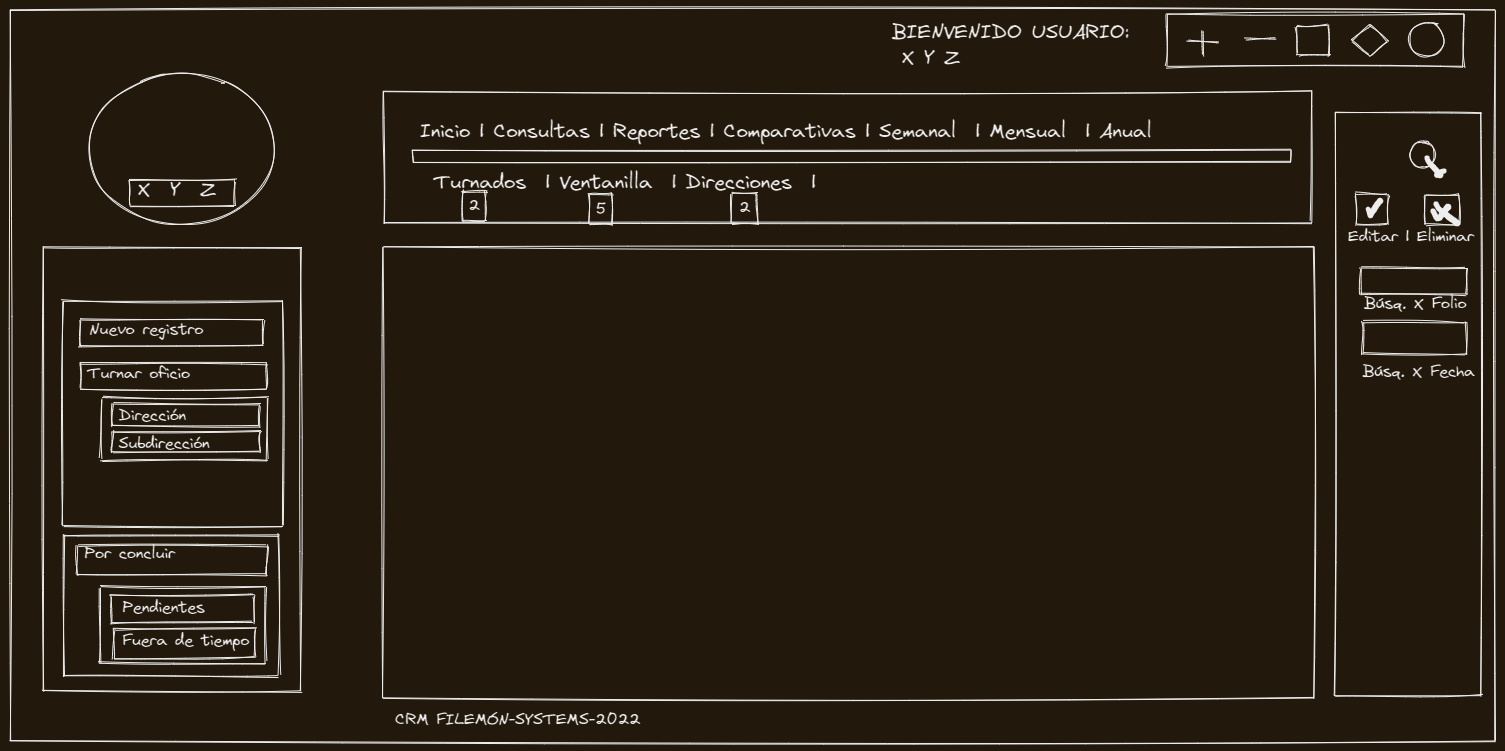 BIENVENIDO USUARIO:
X Y Z
X Y Z
Inicio | Consultas | Reportes | Comparativas | Semanal | Mensual | Anual
Turnados | Ventanilla | Direcciones |
2 5 2
Nuevo registro
Turnar oficio
Dirección
Subdirección
Por concluir
Pendientes
Fuera de tiempo
Editar | Eliminar
Búsq. X Folio
Búsq. X Fecha
CRM FILEMÓN-SYSTEMS-2022